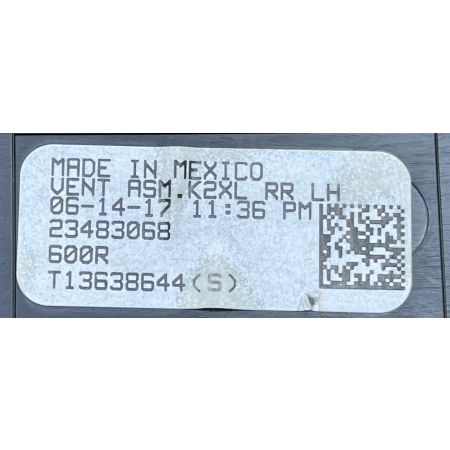 MADE IN MEXICO
VENT ASM.K2XL RR LH
06-14-17 11:36 PM
23483068
600R
T13638644(S)